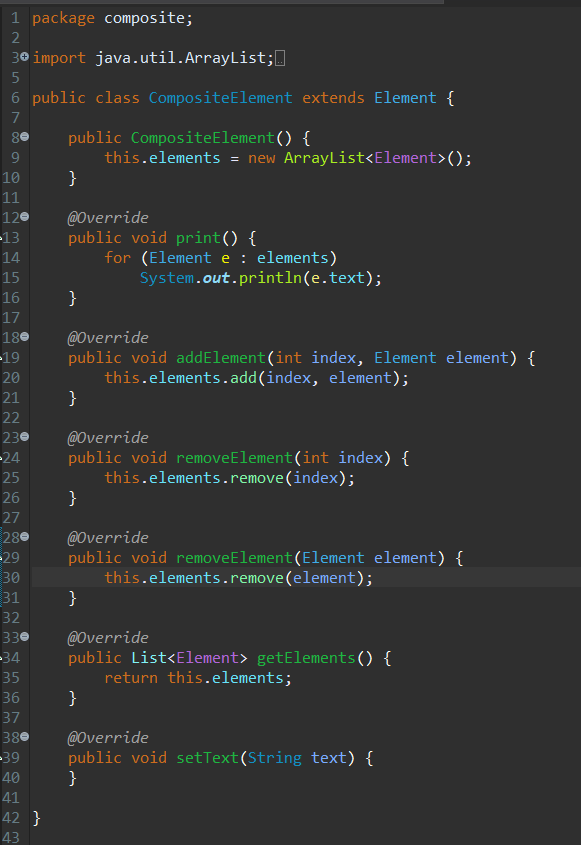 1 package composite;
2
3 import java.util.ArrayList;
5
6 public class CompositeElement extends Element {
7
8     public CompositeElement() {
9         this.elements = new ArrayList<Element>();
10     }
11
12     @Override
13     public void print() {
14         for (Element e : elements)
15             System.out.println(e.text);
16     }
17
18     @Override
19     public void addElement(int index, Element element) {
20         this.elements.add(index, element);
21     }
22
23     @Override
24     public void removeElement(int index) {
25         this.elements.remove(index);
26     }
27
28     @Override
29     public void removeElement(Element element) {
30         this.elements.remove(element);
31     }
32
33     @Override
34     public List<Element> getElements() {
35         return this.elements;
36     }
37
38     @Override
39     public void setText(String text) {
40     }
41
42 }
43